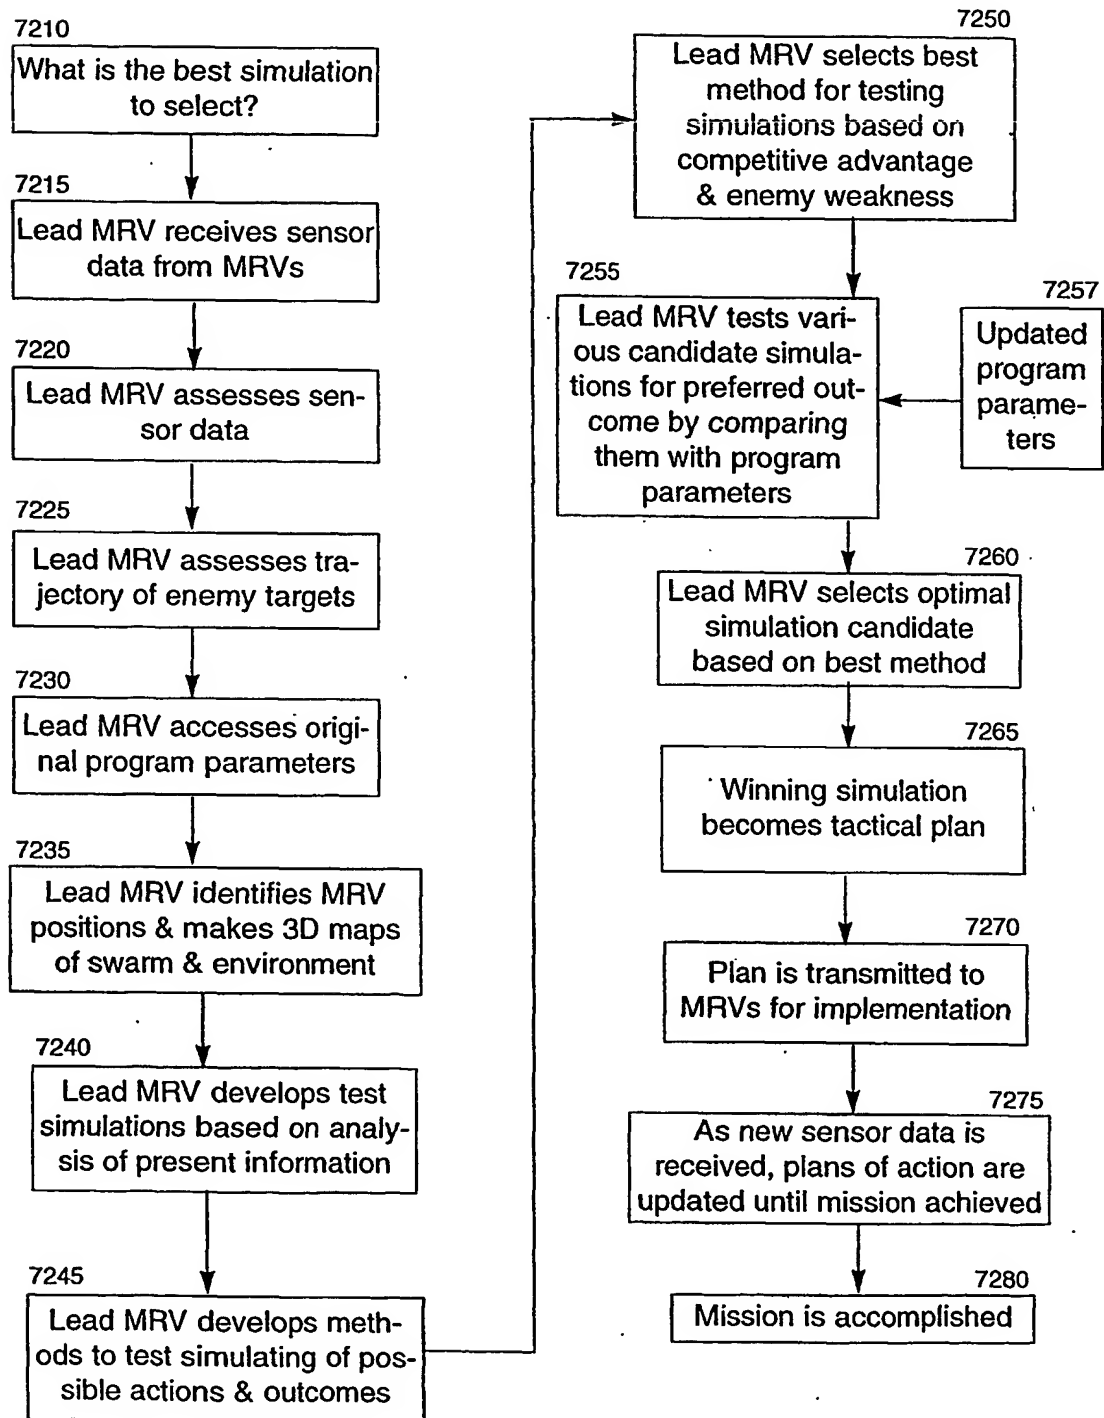 7210
What is the best simulation
to select?
7215
Lead MRV receives sensor
data from MRVs
7220
Lead MRV assesses sen-
sor data
7225
Lead MRV assesses tra-
jectory of enemy targets
7230
Lead MRV accesses origi-
nal program parameters
7235
Lead MRV identifies MRV
positions & makes 3D maps
of swarm & environment
7240
Lead MRV develops test
simulations based on analy-
sis of present information
7245
Lead MRV develops meth-
ods to test simulating of pos-
sible actions & outcomes
7250
Lead MRV selects best
method for testing
simulations based on
competitive advantage
& enemy weakness
7255
Lead MRV tests vari-
ous candidate simula-
tions for preferred out-
come by comparing
them with program
parameters
7257
Updated
program
parame-
ters
7260
Lead MRV selects optimal
simulation candidate
based on best method
7265
Winning simulation
becomes tactical plan
7270
Plan is transmitted to
MRVs for implementation
7275
As new sensor data is
received, plans of action are
updated until mission achieved
7280
Mission is accomplished